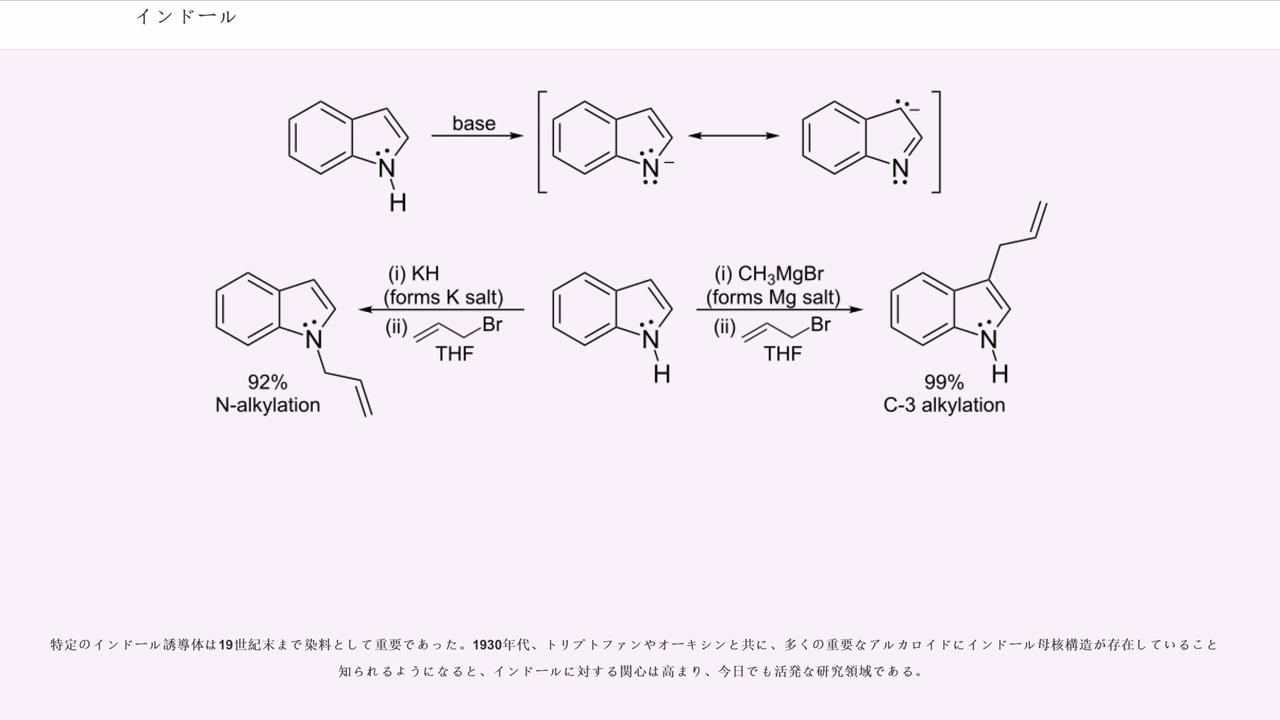 インドール
base
N
H
N
–
N
–
(i) KH
(forms K salt)
(ii)
Br
THF
N
92%
N-alkylation
N
H
(i) CH₃MgBr
(forms Mg salt)
(ii)
Br
THF
N
H
99%
C-3 alkylation
特定のインドール誘導体は19世紀末まで染料として重要であった。1930年代、トリプトファンやオーキシンと共に、多くの重要なアルカロイドにインドール母核構造が存在していること
知られるようになると、インドールに対する関心は高まり、今日でも活発な研究領域である。